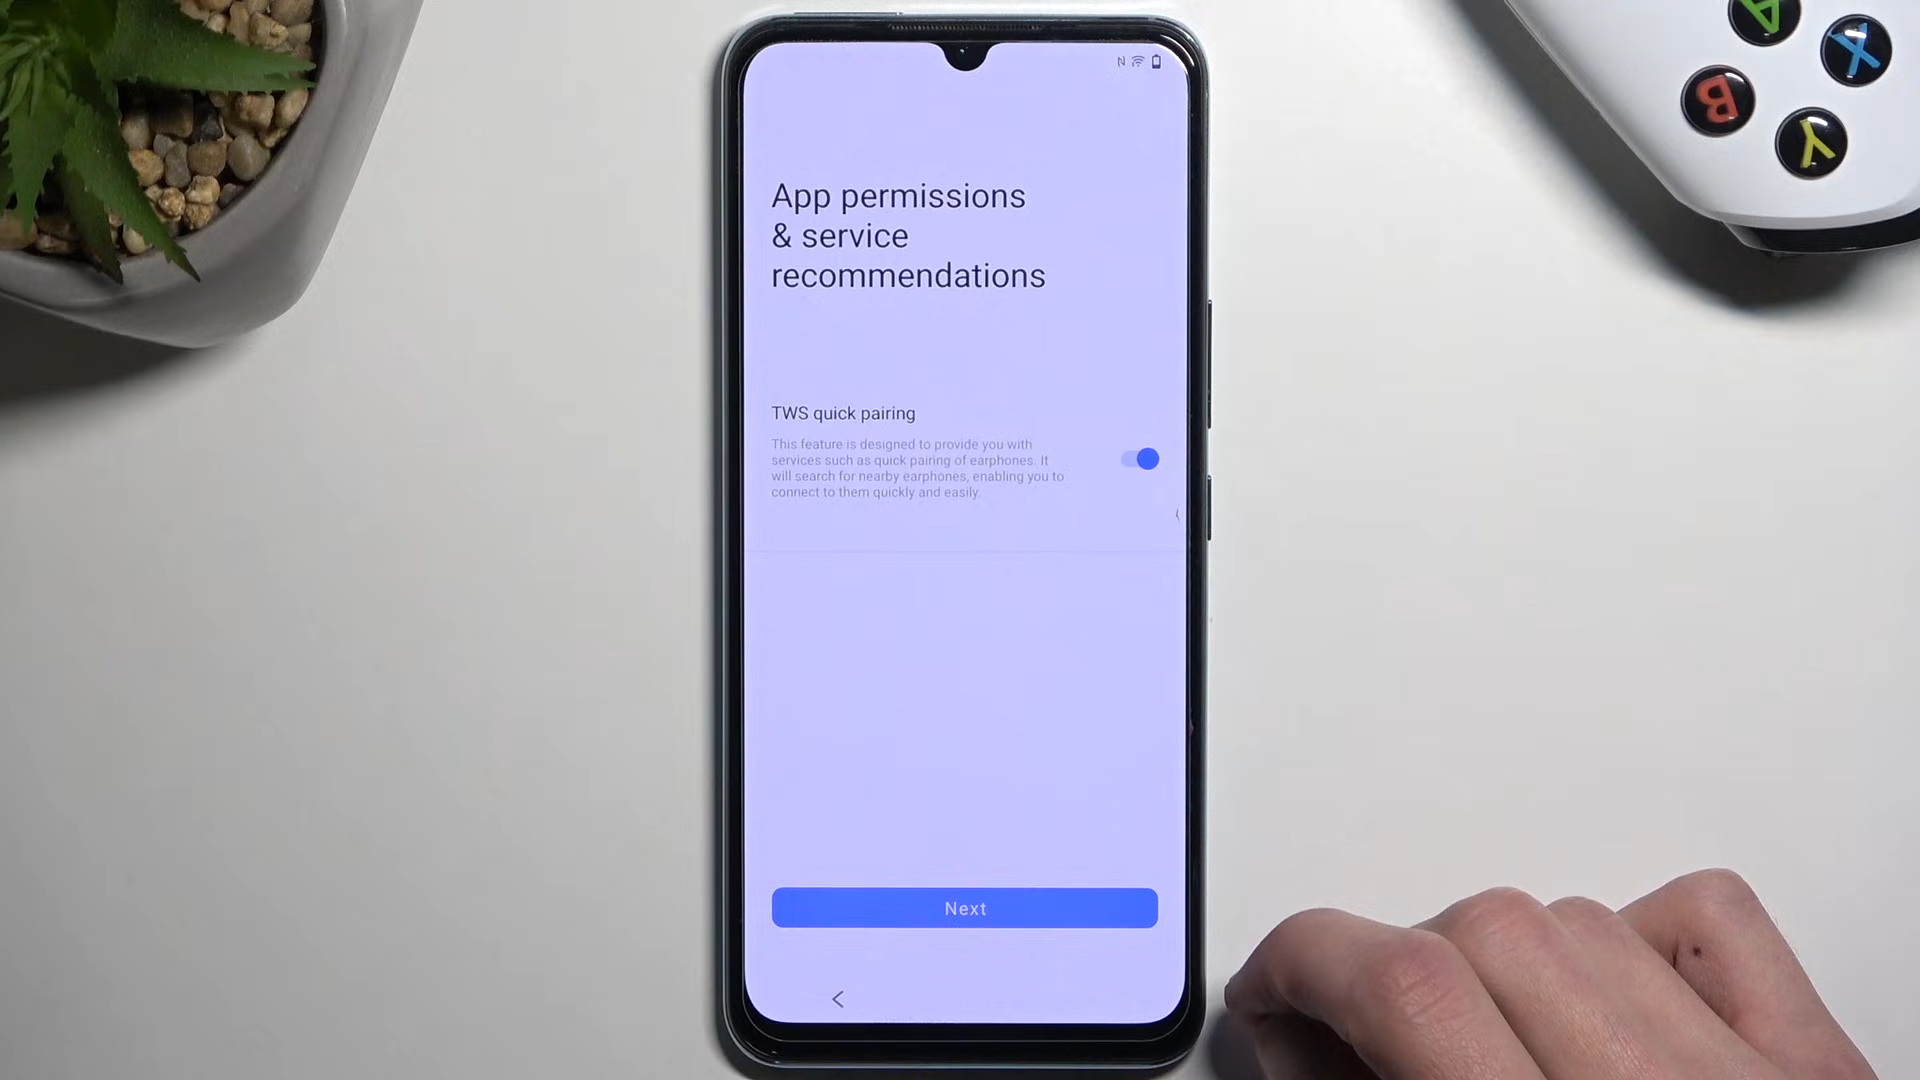 App permissions
& service
recommendations
TWS quick pairing
This feature is designed to provide you with
services such as quick pairing of earphones. It
will search for nearby earphones, enabling you to
connect to them quickly and easily.
Next
A
X
B
Y